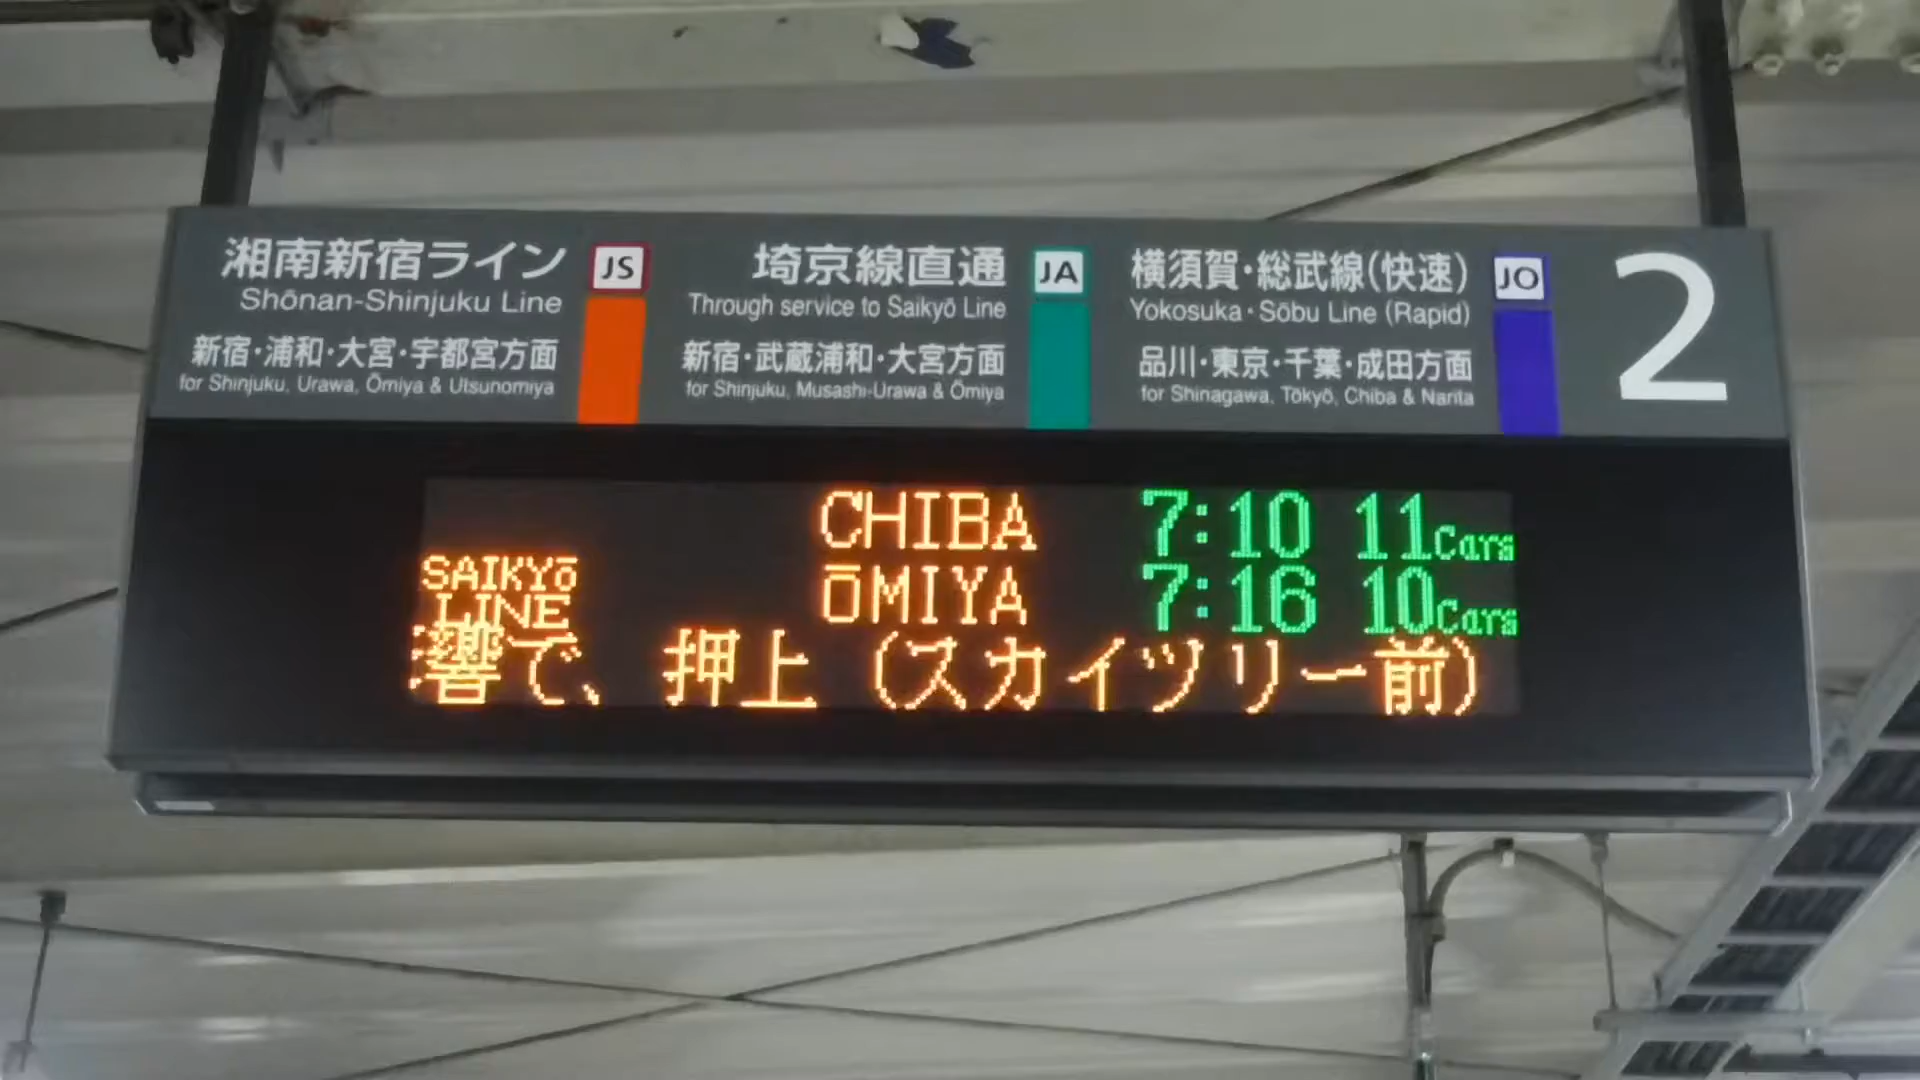 湘南新宿ライン JS
Shōnan-Shinjuku Line
新宿・浦和・大宮・宇都宮方面
for Shinjuku, Urawa, Ōmiya & Utsunomiya
埼京線直通 JA
Through service to Saikyō Line
新宿・武蔵浦和・大宮方面
for Shinjuku, Musashi-Urawa & Ōmiya
横須賀・総武線(快速) JO
Yokosuka・Sōbu Line (Rapid)
品川・東京・千葉・成田方面
for Shinagawa, Tōkyō, Chiba & Narita
2
CHIBA 7:10 11Cars
SAIKYō
LINE
ŌMIYA 7:16 10Cars
響で、押上（スカイツリー前）